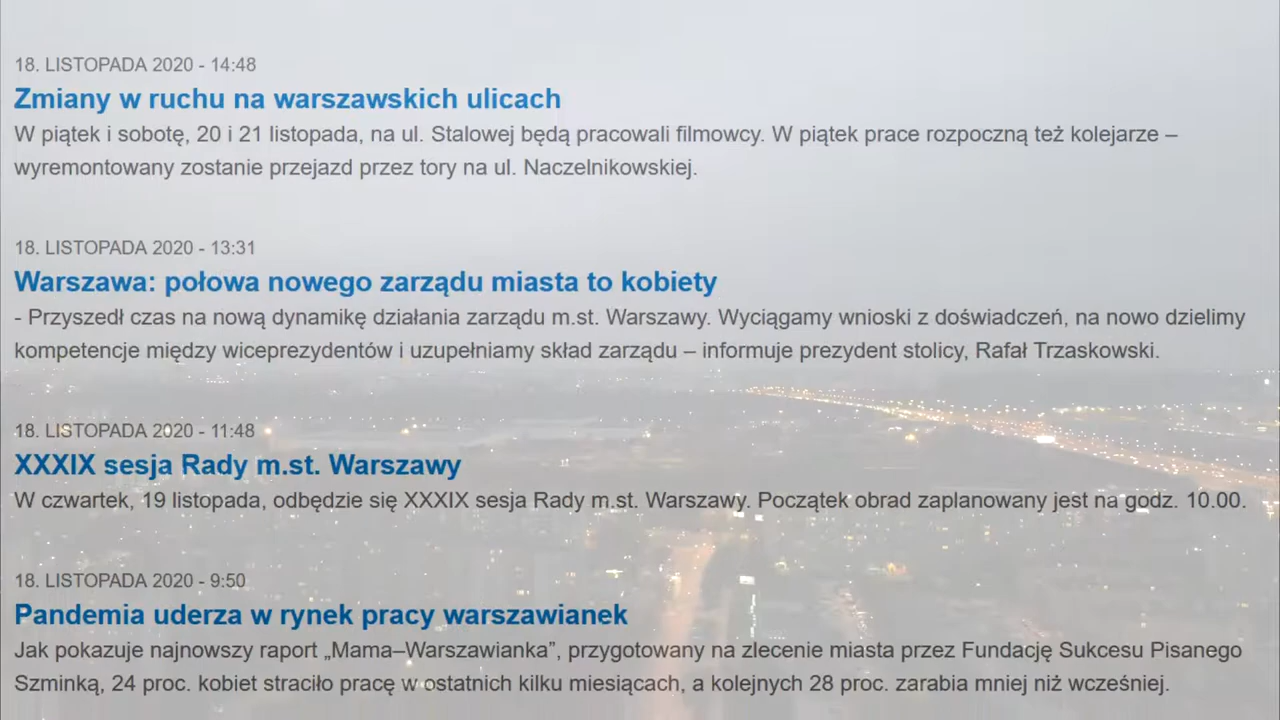 18. LISTOPADA 2020 - 14:48
Zmiany w ruchu na warszawskich ulicach
W piątek i sobotę, 20 i 21 listopada, na ul. Stalowej będą pracowali filmowcy. W piątek prace rozpoczną też kolejarze –
wyremontowany zostanie przejazd przez tory na ul. Naczelnikowskiej.
18. LISTOPADA 2020 - 13:31
Warszawa: połowa nowego zarządu miasta to kobiety
- Przyszedł czas na nową dynamikę działania zarządu m.st. Warszawy. Wyciągamy wnioski z doświadczeń, na nowo dzielimy
kompetencje między wiceprezydentów i uzupełniamy skład zarządu – informuje prezydent stolicy, Rafał Trzaskowski.
18. LISTOPADA 2020 - 11:48
XXXIX sesja Rady m.st. Warszawy
W czwartek, 19 listopada, odbędzie się XXXIX sesja Rady m.st. Warszawy. Początek obrad zaplanowany jest na godz. 10.00.
18. LISTOPADA 2020 - 9:50
Pandemia uderza w rynek pracy warszawianek
Jak pokazuje najnowszy raport „Mama–Warszawianka”, przygotowany na zlecenie miasta przez Fundację Sukcesu Pisanego
Szminką, 24 proc. kobiet straciło pracę w ostatnich kilku miesiącach, a kolejnych 28 proc. zarabia mniej niż wcześniej.